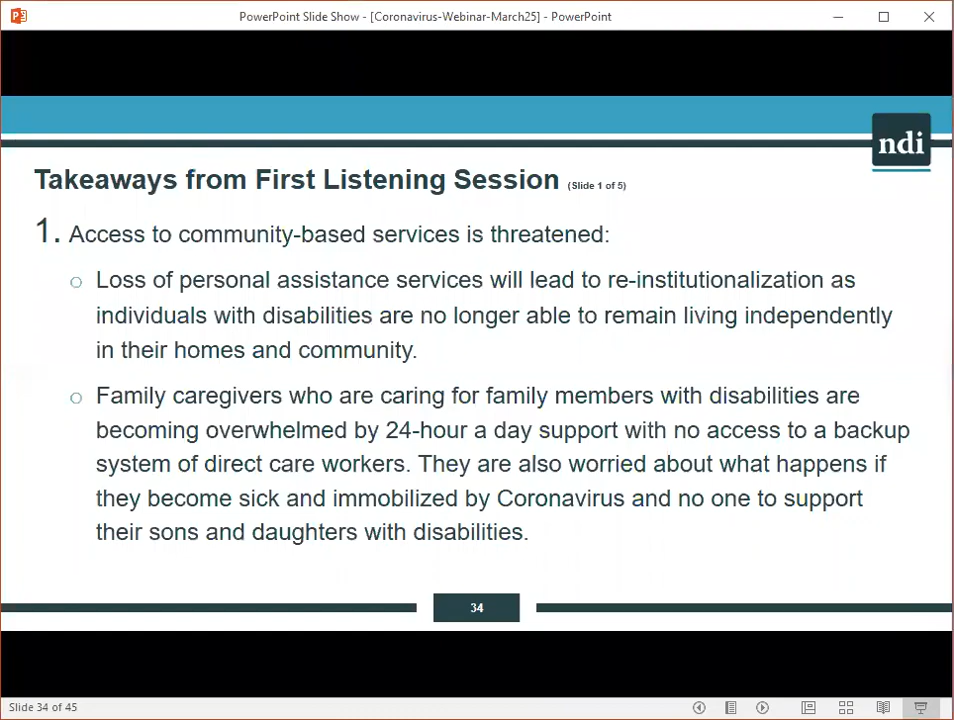 PowerPoint Slide Show - [Coronavirus-Webinar-March25] - PowerPoint
ndi
Takeaways from First Listening Session (Slide 1 of 5)
1. Access to community-based services is threatened:
o Loss of personal assistance services will lead to re-institutionalization as
individuals with disabilities are no longer able to remain living independently
in their homes and community.
o Family caregivers who are caring for family members with disabilities are
becoming overwhelmed by 24-hour a day support with no access to a backup
system of direct care workers. They are also worried about what happens if
they become sick and immobilized by Coronavirus and no one to support
their sons and daughters with disabilities.
34
Slide 34 of 45